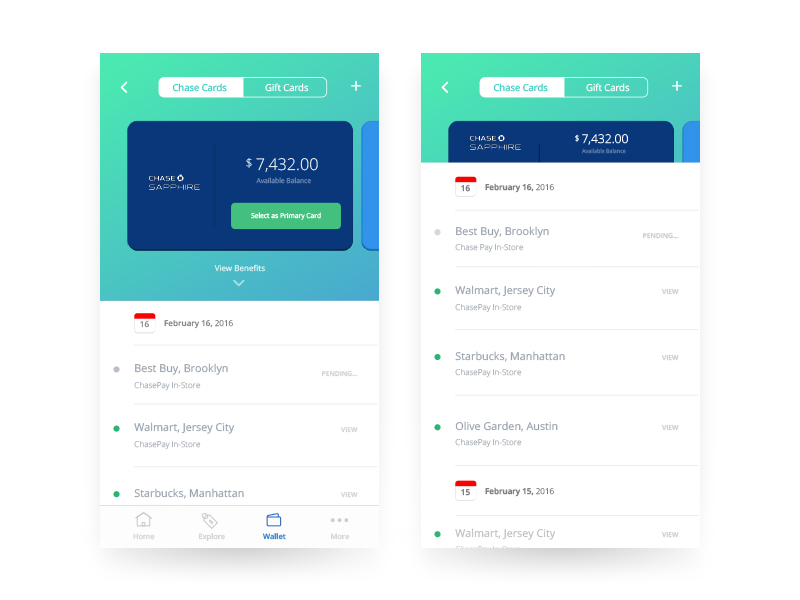 Chase Cards
Gift Cards
+
CHASE
SAPPHIRE
$7,432.00
Available Balance
Select as Primary Card
View Benefits
16
February 16, 2016
Best Buy, Brooklyn
PENDING...
ChasePay In-Store
Walmart, Jersey City
VIEW
ChasePay In-Store
Starbucks, Manhattan
VIEW
Home
Explore
Wallet
More
Chase Cards
Gift Cards
+
CHASE
SAPPHIRE
$7,432.00
Available Balance
16
February 16, 2016
Best Buy, Brooklyn
PENDING...
Chase Pay In-Store
Walmart, Jersey City
VIEW
ChasePay In-Store
Starbucks, Manhattan
VIEW
ChasePay In-Store
Olive Garden, Austin
VIEW
ChasePay In-Store
15
February 15, 2016
Walmart, Jersey City
VIEW